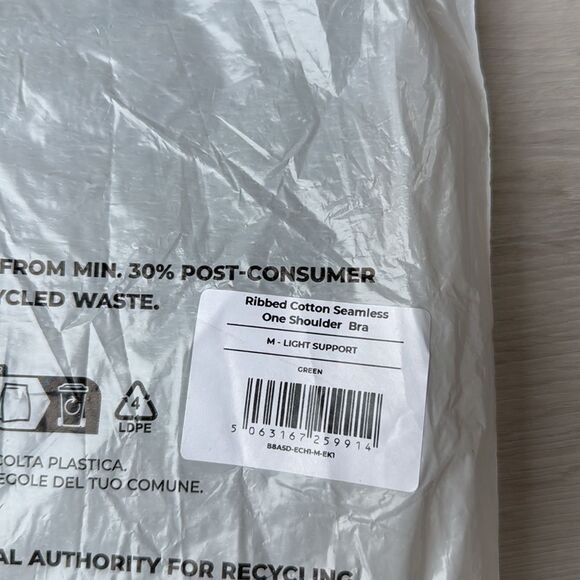 FROM MIN. 30% POST-CONSUMER
YCLED WASTE.
Ribbed Cotton Seamless
One Shoulder Bra
M - LIGHT SUPPORT
GREEN
5 063167 259914
B8A5D-ECH1-M-EK1
4
LDPE
COLTA PLASTICA.
EGOLE DEL TUO COMUNE.
AL AUTHORITY FOR RECYCLING